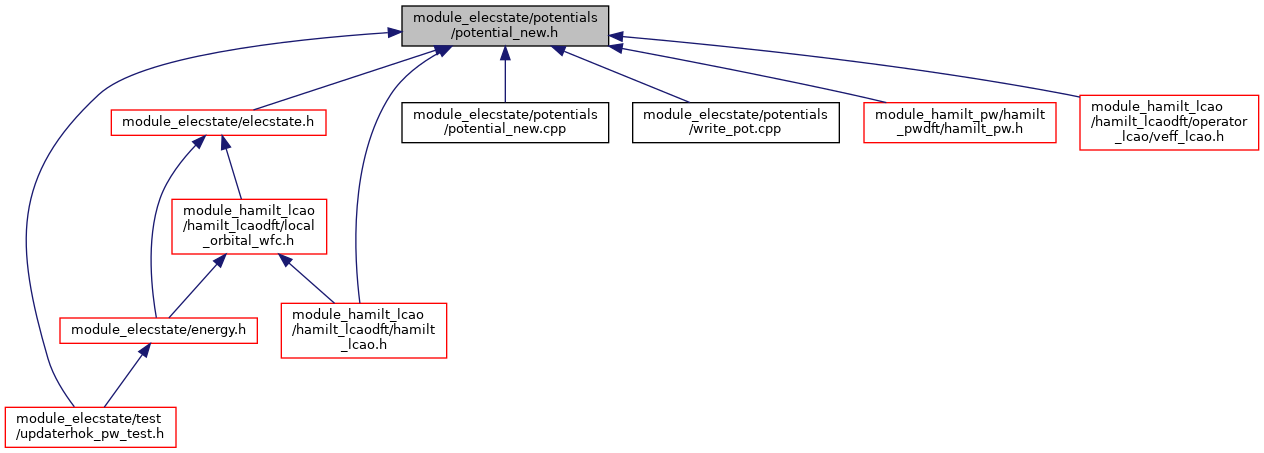 module_elecstate/potentials
/potential_new.h
module_elecstate/elecstate.h
module_elecstate/potentials
/potential_new.cpp
module_elecstate/potentials
/write_pot.cpp
module_hamilt_pw/hamilt
_pwdft/hamilt_pw.h
module_hamilt_lcao
/hamilt_lcaodft/operator
_lcao/veff_lcao.h
module_hamilt_lcao
/hamilt_lcaodft/local
_orbital_wfc.h
module_elecstate/energy.h
module_hamilt_lcao
/hamilt_lcaodft/hamilt
_lcao.h
module_elecstate/test
/updaterhok_pw_test.h